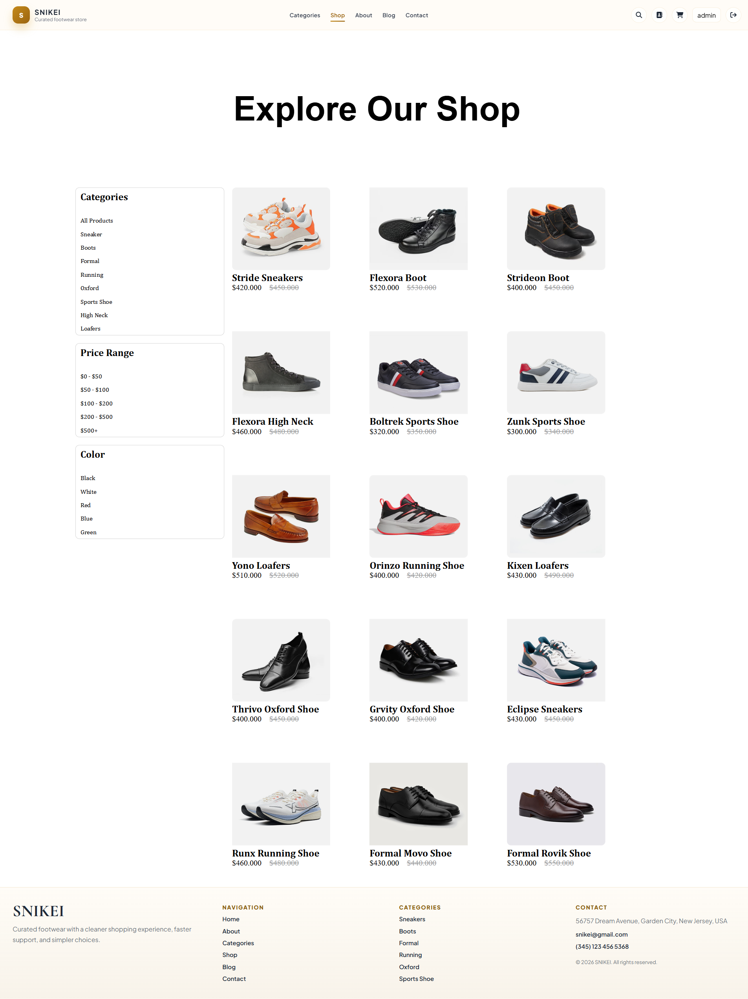 S
SNIKEI
Curated footwear store
Categories
Shop
About
Blog
Contact
admin
Explore Our Shop
Categories
All Products
Sneaker
Boots
Formal
Running
Oxford
Sports Shoe
High Neck
Loafers
Price Range
$0 - $50
$50 - $100
$100 - $200
$200 - $500
$500+
Color
Black
White
Red
Blue
Green
Stride Sneakers
$420.000 $450.000
Flexora Boot
$520.000 $530.000
Strideon Boot
$400.000 $450.000
Flexora High Neck
$460.000 $480.000
Boltrek Sports Shoe
$320.000 $350.000
Zunk Sports Shoe
$300.000 $340.000
Yono Loafers
$510.000 $520.000
Orinzo Running Shoe
$400.000 $420.000
Kixen Loafers
$430.000 $490.000
Thrivo Oxford Shoe
$400.000 $450.000
Grvity Oxford Shoe
$400.000 $420.000
Eclipse Sneakers
$430.000 $450.000
Runx Running Shoe
$460.000 $480.000
Formal Movo Shoe
$430.000 $440.000
Formal Rovik Shoe
$530.000 $550.000
SNIKEI
Curated footwear with a cleaner shopping experience, faster
support, and simpler choices.
NAVIGATION
Home
About
Categories
Shop
Blog
Contact
CATEGORIES
Sneakers
Boots
Formal
Running
Oxford
Sports Shoe
CONTACT
56757 Dream Avenue, Garden City, New Jersey, USA
snikei@gmail.com
(345) 123 456 5368
© 2026 SNIKEI. All rights reserved.